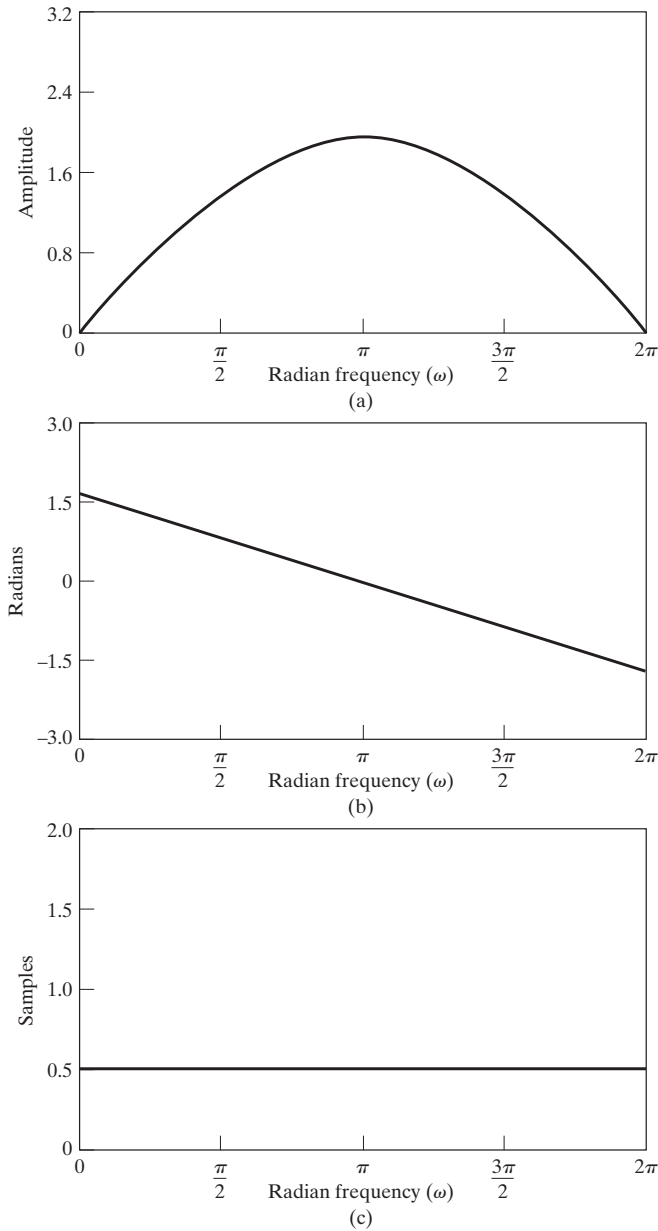 3.2
2.4
Amplitude
1.6
0.8
0
0
π/2
π
3π/2
2π
Radian frequency (ω)
(a)
3.0
1.5
Radians
0
–1.5
–3.0
0
π/2
π
3π/2
2π
Radian frequency (ω)
(b)
2.0
1.5
Samples
1.0
0.5
0
0
π/2
π
3π/2
2π
Radian frequency (ω)
(c)